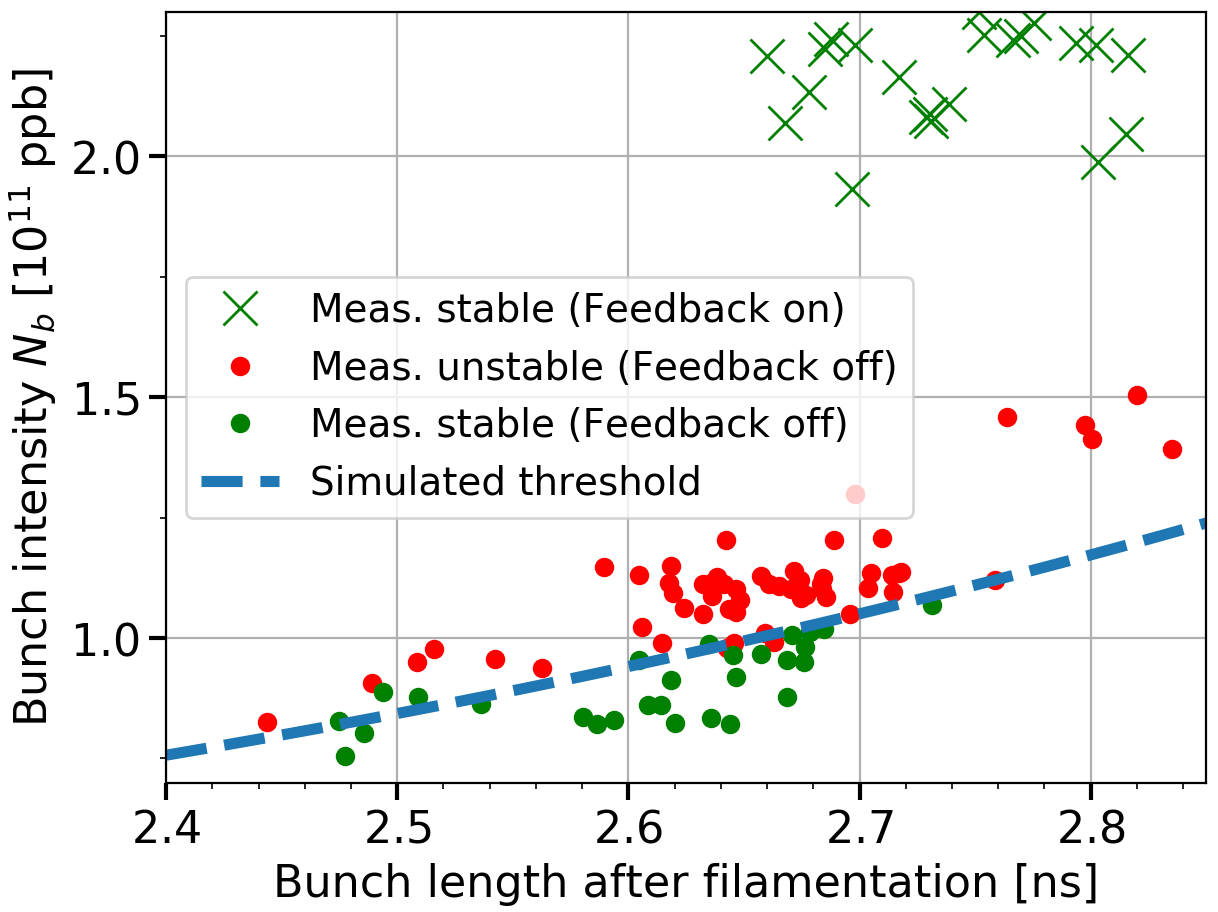 Bunch intensity N_b [10^11 ppb]
2.0
1.5
1.0
Meas. stable (Feedback on)
Meas. unstable (Feedback off)
Meas. stable (Feedback off)
Simulated threshold
2.4 2.5 2.6 2.7 2.8
Bunch length after filamentation [ns]